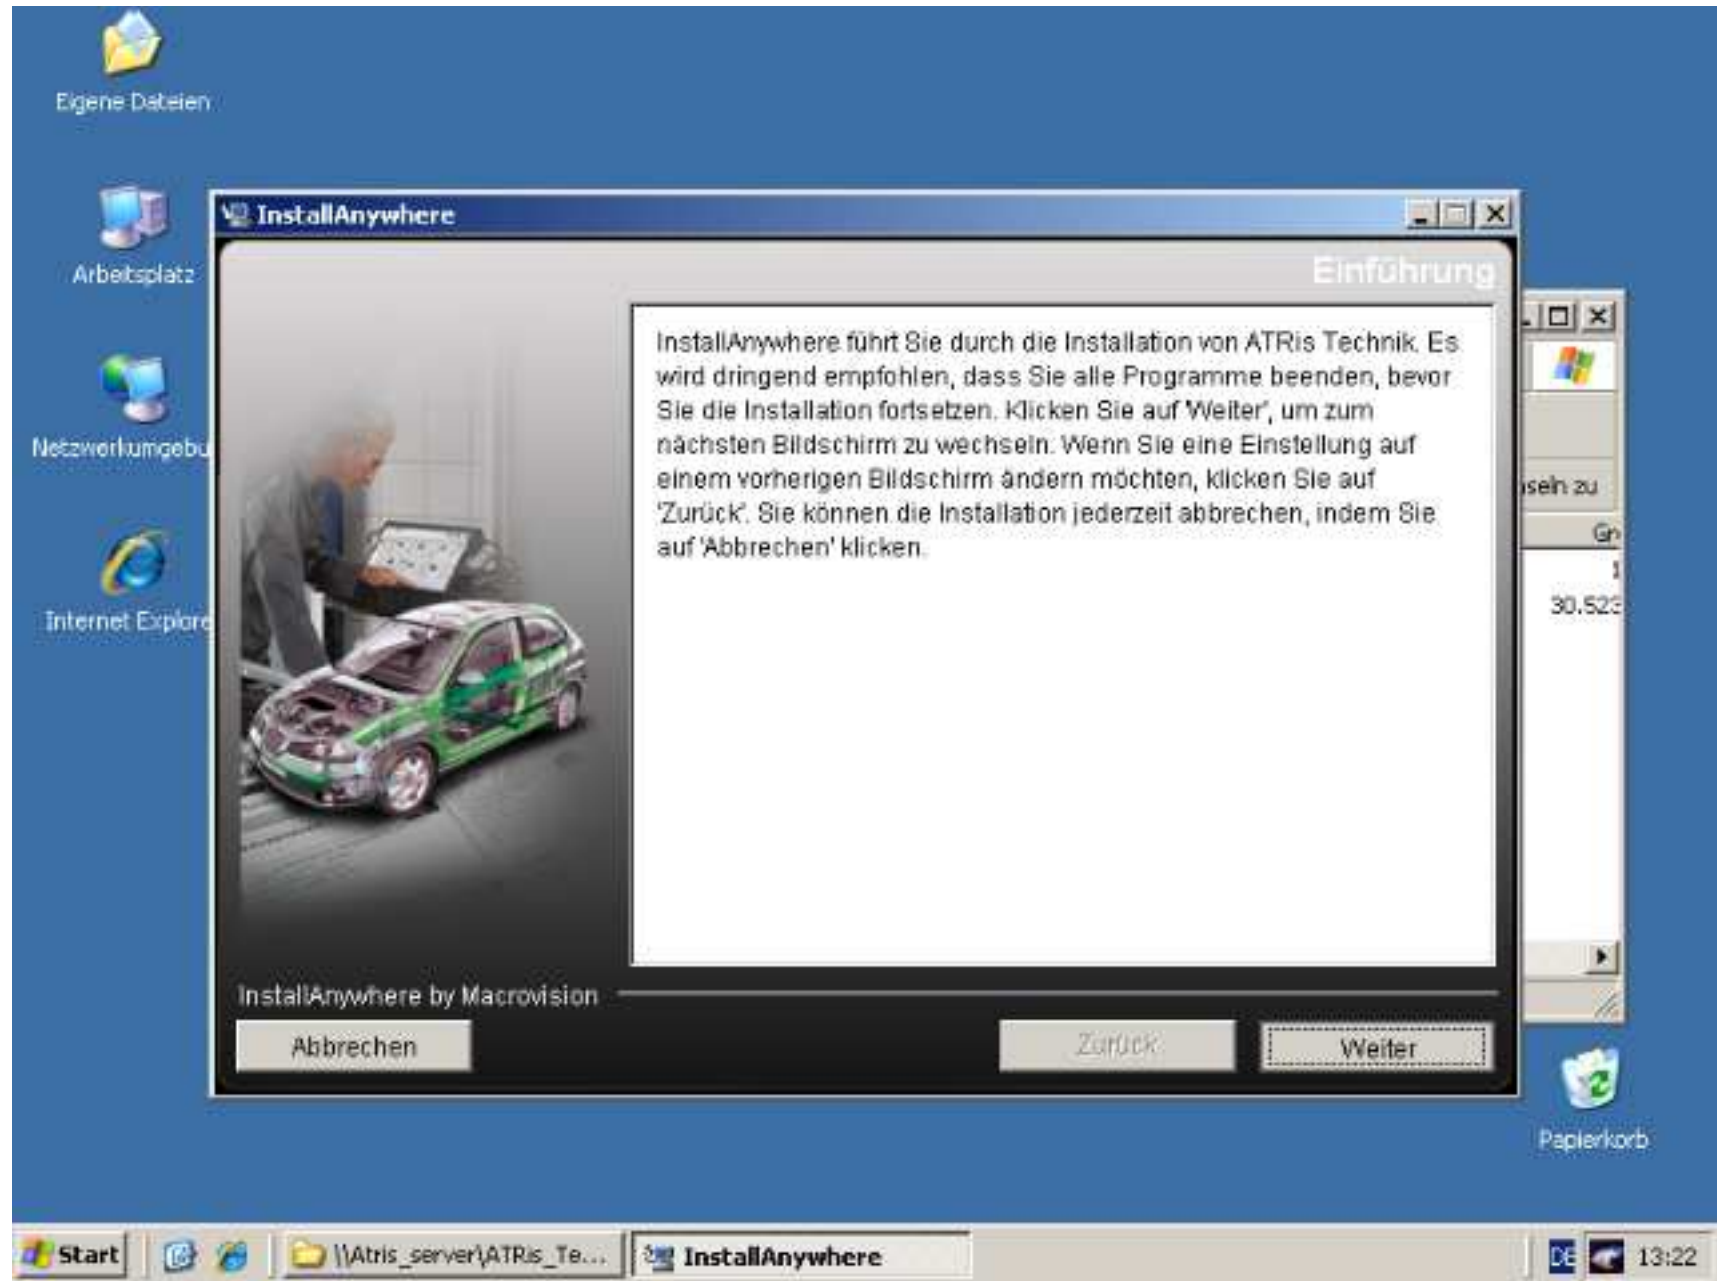 Eigene Dateien
Arbeitsplatz
Netzwerkumgebu
Internet Explore
InstallAnywhere
Einführung
InstallAnywhere führt Sie durch die Installation von ATRis Technik. Es
wird dringend empfohlen, dass Sie alle Programme beenden, bevor
Sie die Installation fortsetzen. Klicken Sie auf 'Weiter', um zum
nächsten Bildschirm zu wechseln. Wenn Sie eine Einstellung auf
einem vorherigen Bildschirm ändern möchten, klicken Sie auf
'Zurück'. Sie können die Installation jederzeit abbrechen, indem Sie
auf 'Abbrechen' klicken.
seln zu
Gr
30.523
InstallAnywhere by Macrovision
Abbrechen
Zurück
Weiter
Papierkorb
Start
\\Atris_server\ATRis_Te...
InstallAnywhere
DE
13:22